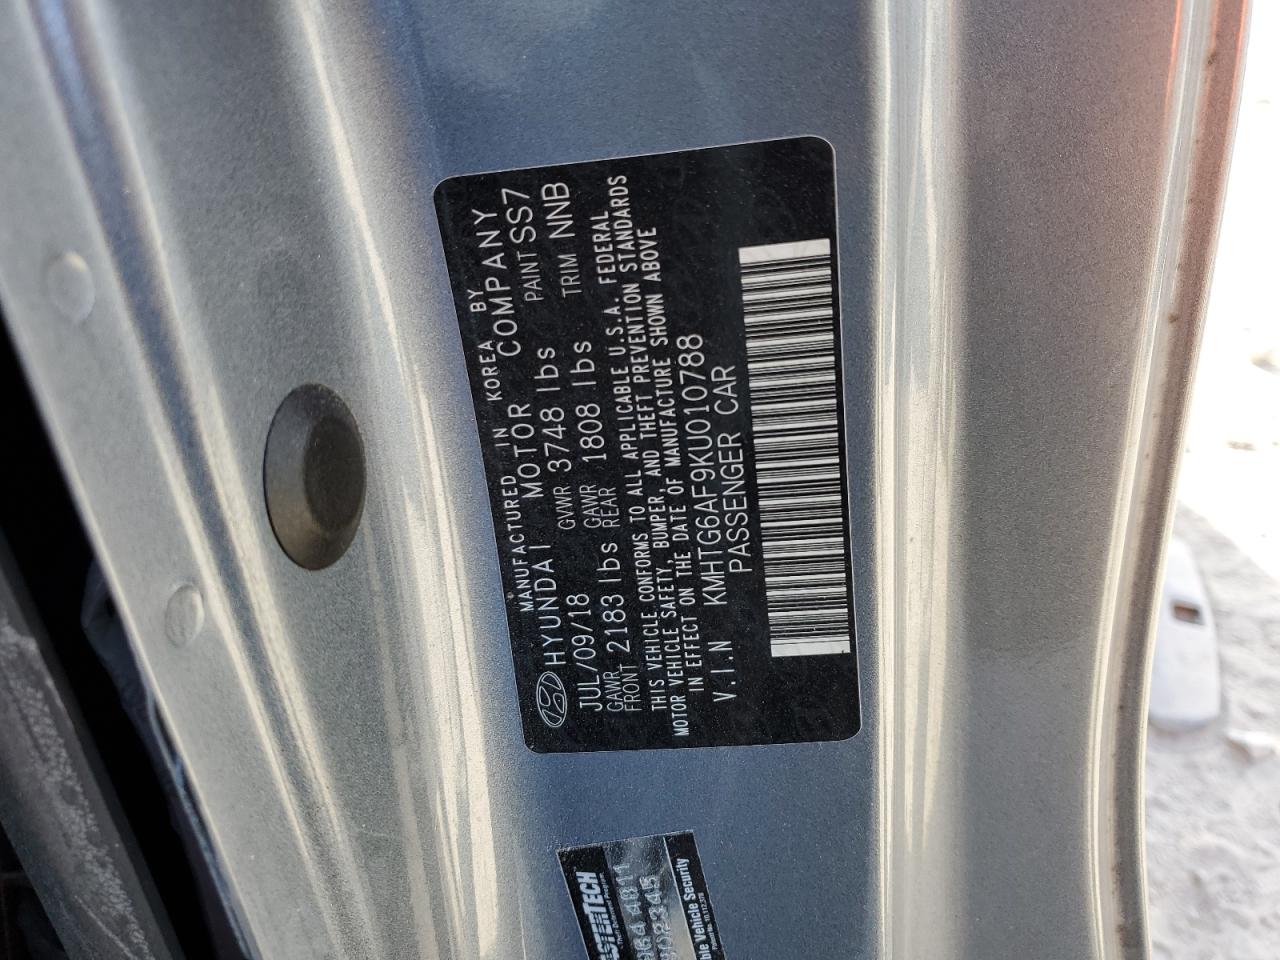 MANUFACTURED IN KOREA BY
HYUNDAI MOTOR COMPANY
JUL/09/18 GVWR 3748 lbs PAINT SS7
GAWR FRONT 2183 lbs GAWR REAR 1808 lbs TRIM NNB
THIS VEHICLE CONFORMS TO ALL APPLICABLE U.S.A. FEDERAL
MOTOR VEHICLE SAFETY, BUMPER, AND THEFT PREVENTION STANDARDS
IN EFFECT ON THE DATE OF MANUFACTURE SHOWN ABOVE
V.I.N KMHTG6AF9KU010788
PASSENGER CAR
Vehicle Security